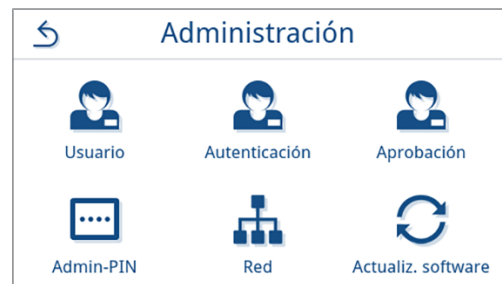 Administración
Usuario
Autenticación
Aprobación
Admin-PIN
Red
Actualiz. software